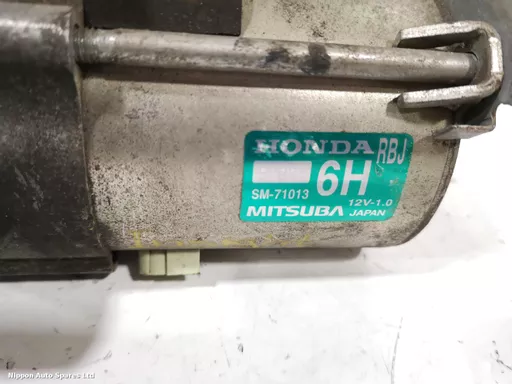 HONDA RBJ
6H
SM-71013
12V-1.0
MITSUBA JAPAN
Nippon Auto Spares Ltd